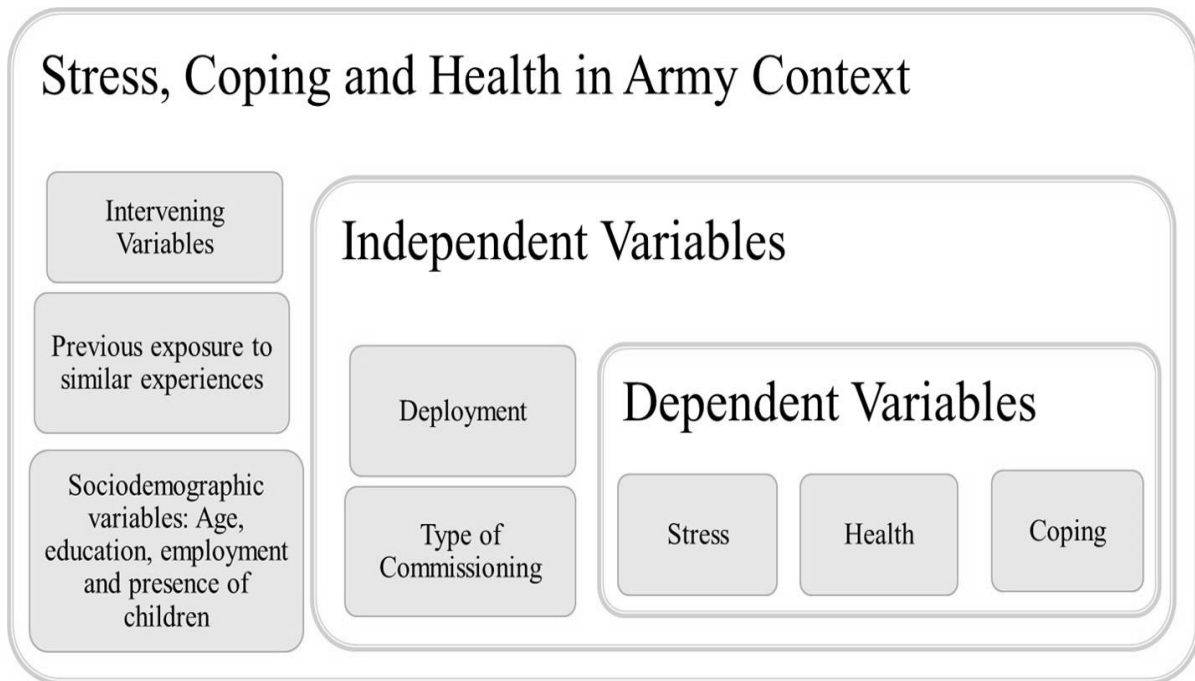 Stress, Coping and Health in Army Context
Intervening
Variables
Previous exposure to
similar experiences
Sociodemographic
variables: Age,
education, employment
and presence of
children
Independent Variables
Deployment
Type of
Commissioning
Dependent Variables
Stress
Health
Coping